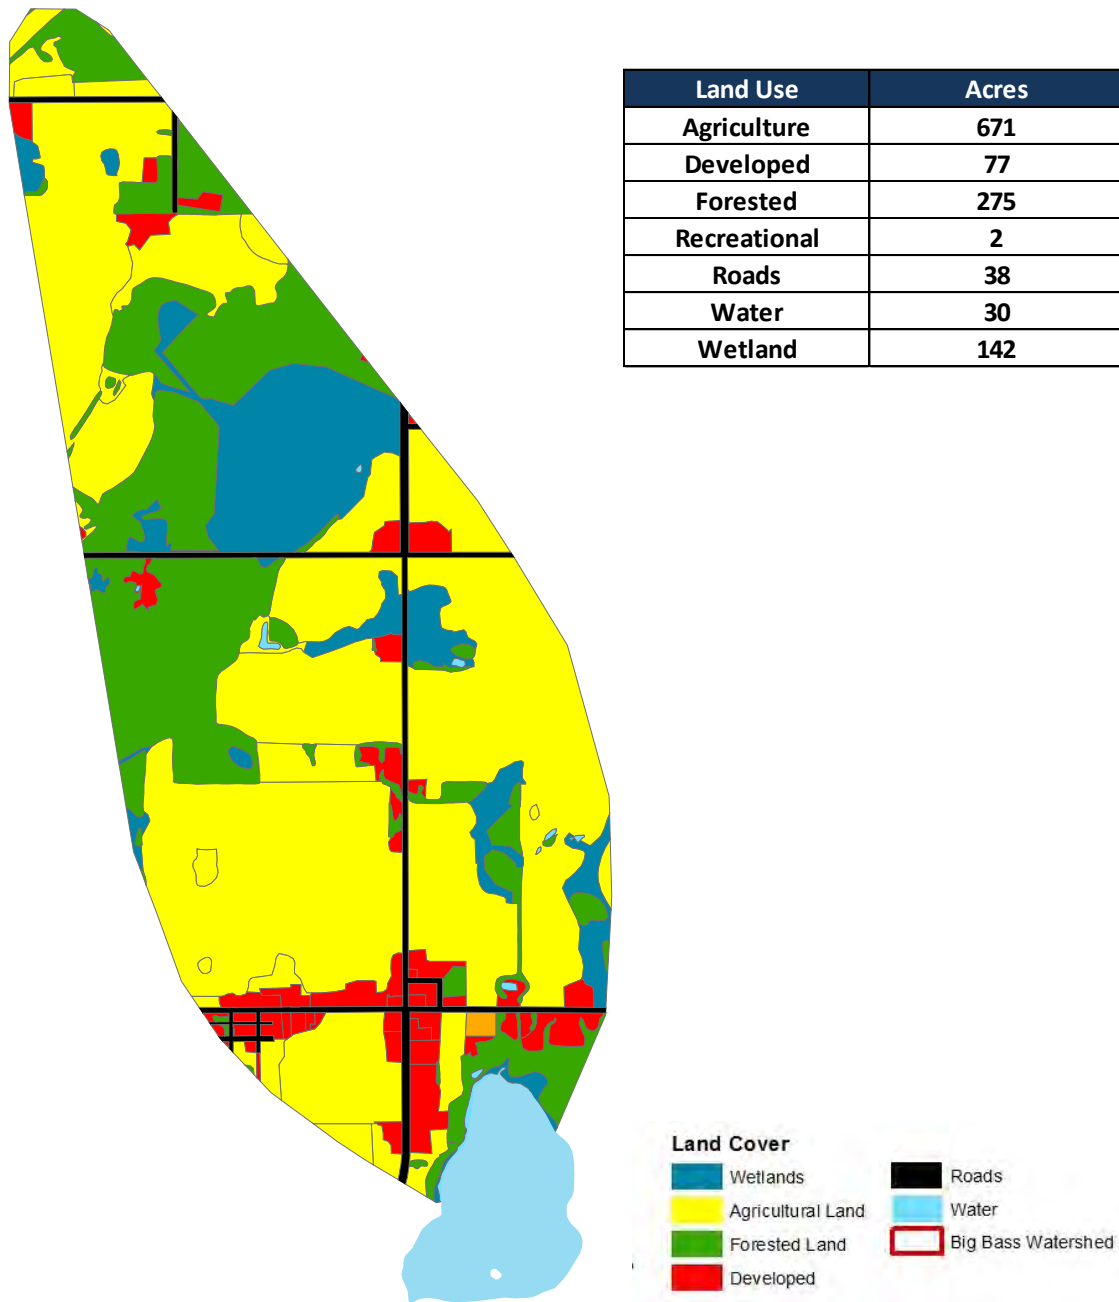 Land Use Acres
Agriculture 671
Developed 77
Forested 275
Recreational 2
Roads 38
Water 30
Wetland 142
Land Cover
Wetlands
Agricultural Land
Forested Land
Developed
Roads
Water
Big Bass Watershed